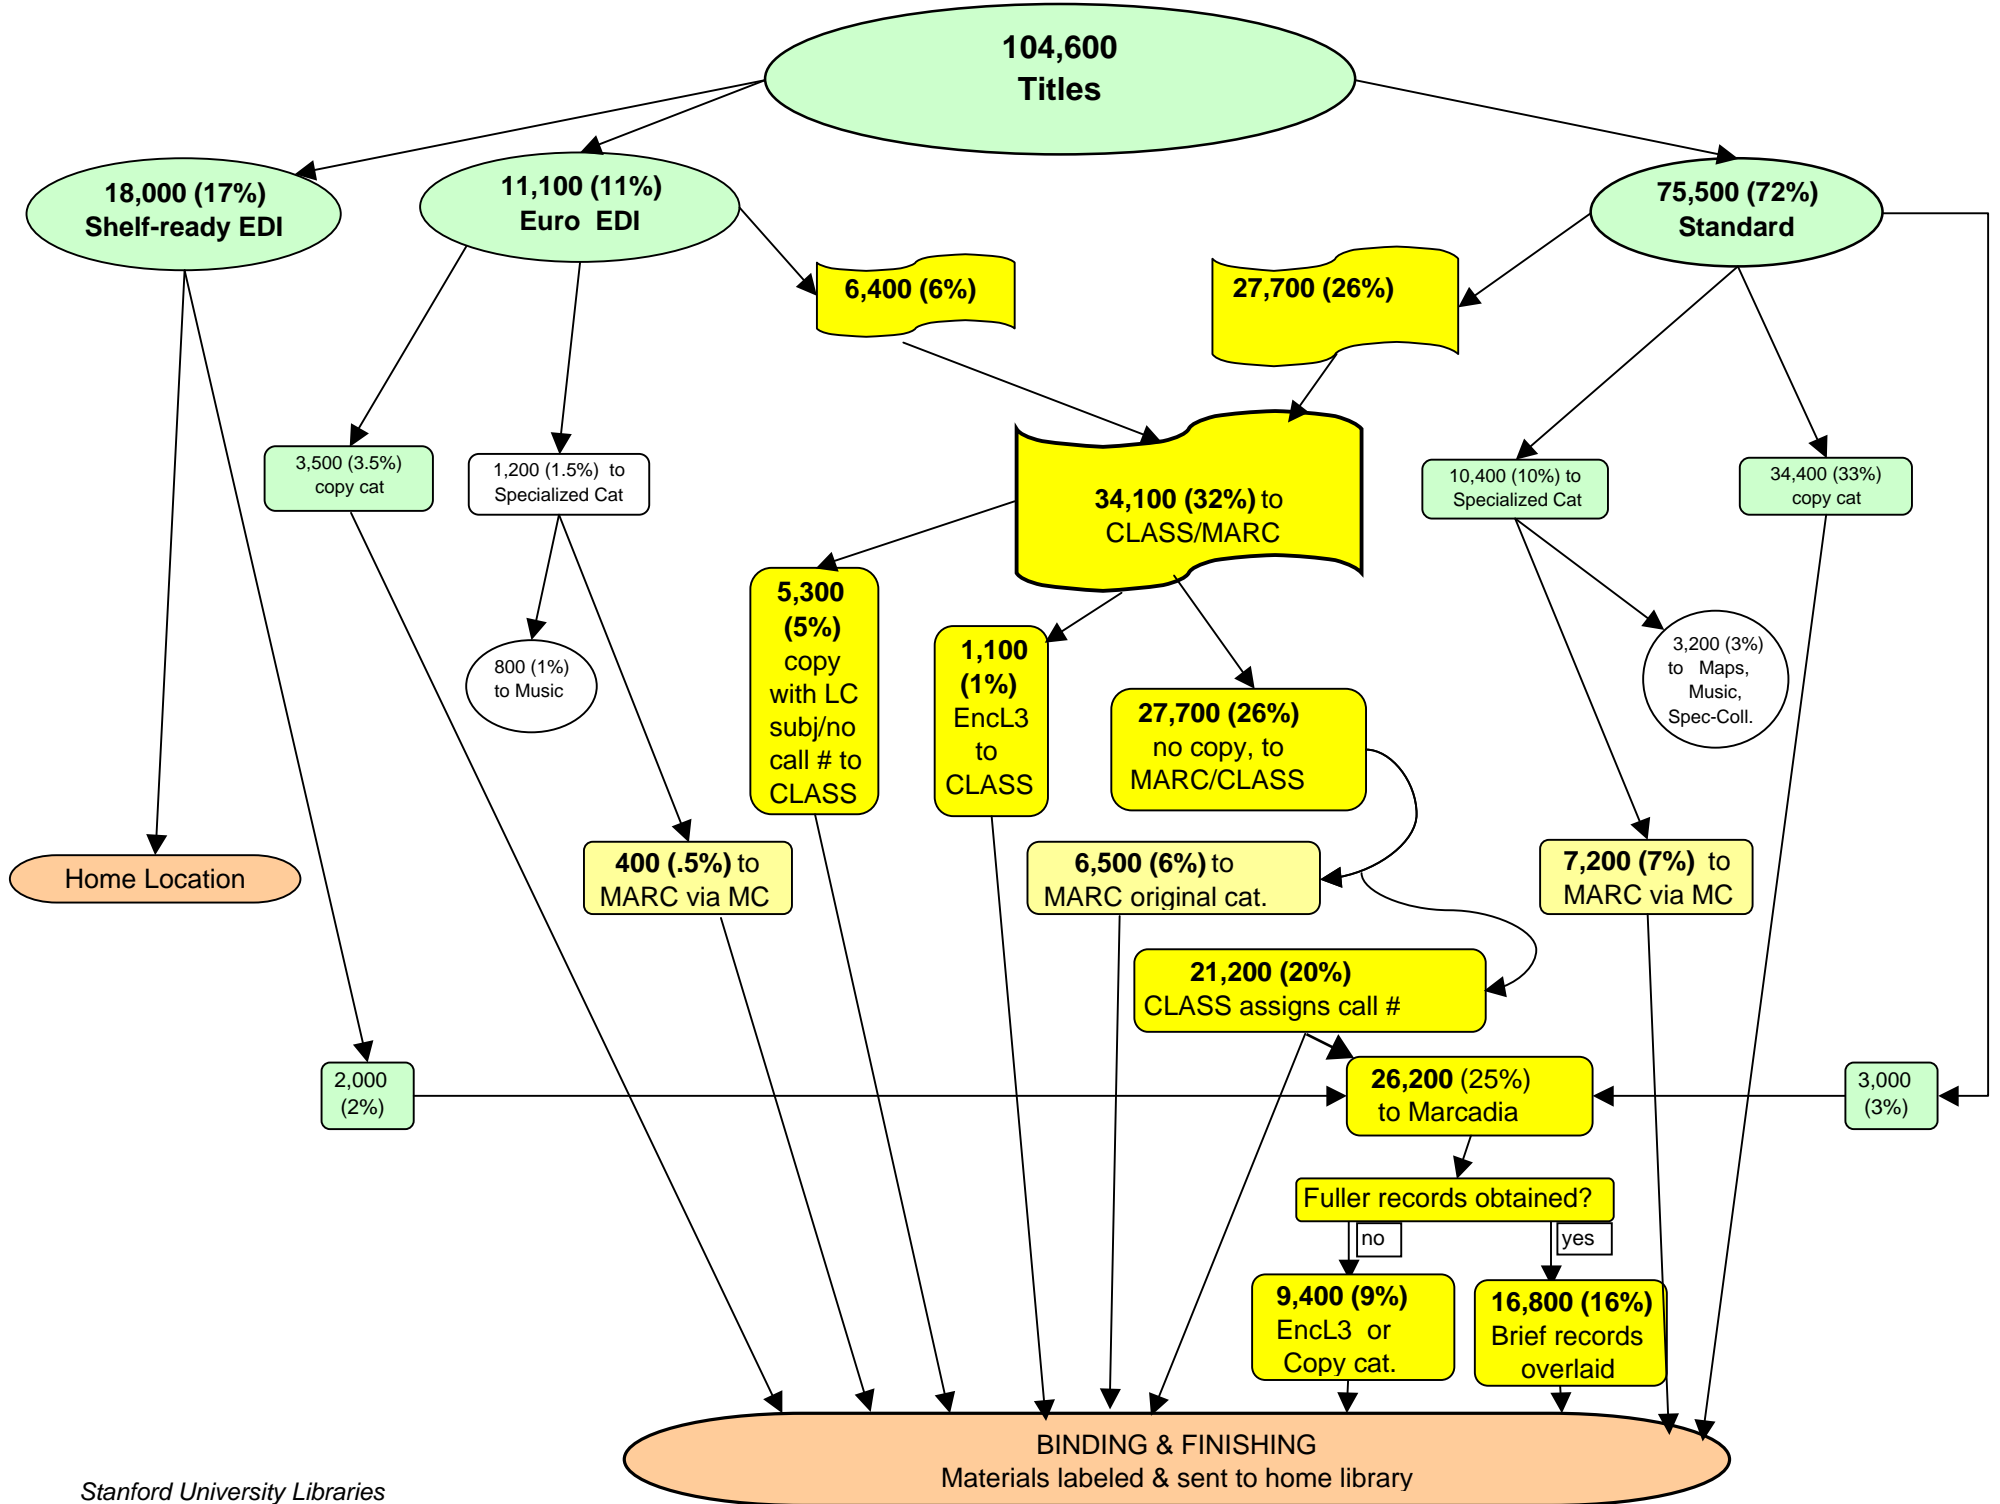 104,600
Titles
18,000 (17%)
Shelf-ready EDI
11,100 (11%)
Euro EDI
75,500 (72%)
Standard
6,400 (6%)
27,700 (26%)
3,500 (3.5%)
copy cat
1,200 (1.5%) to
Specialized Cat
34,100 (32%) to
CLASS/MARC
10,400 (10%) to
Specialized Cat
34,400 (33%)
copy cat
800 (1%)
to Music
5,300
(5%)
copy
with LC
subj/no
call # to
CLASS
1,100
(1%)
EncL3
to
CLASS
27,700 (26%)
no copy, to
MARC/CLASS
3,200 (3%)
to Maps,
Music,
Spec-Coll.
Home Location
400 (.5%) to
MARC via MC
6,500 (6%) to
MARC original cat.
7,200 (7%) to
MARC via MC
21,200 (20%)
CLASS assigns call #
2,000
(2%)
26,200 (25%)
to Marcadia
3,000
(3%)
Fuller records obtained?
no
yes
9,400 (9%)
EncL3 or
Copy cat.
16,800 (16%)
Brief records
overlaid
BINDING & FINISHING
Materials labeled & sent to home library
Stanford University Libraries